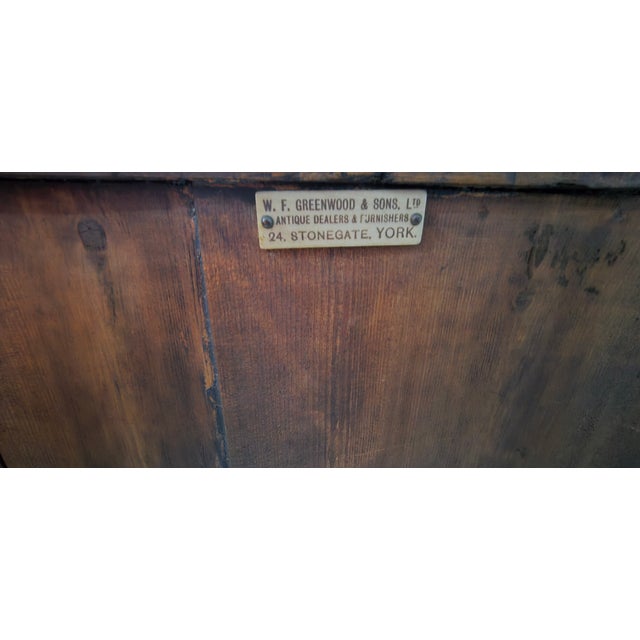 W. F. GREENWOOD & SONS, LTD
ANTIQUE DEALERS & FURNISHERS
24, STONEGATE, YORK.